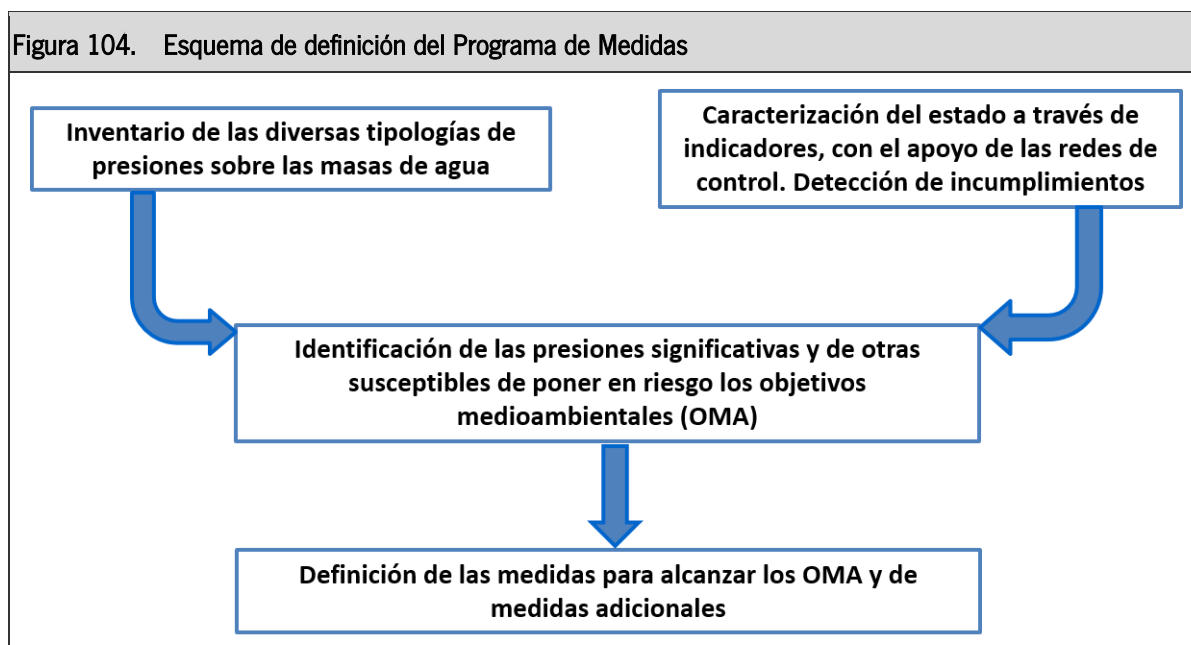 Figura 104. Esquema de definición del Programa de Medidas
Inventario de las diversas tipologías de
presiones sobre las masas de agua
Caracterización del estado a través de
indicadores, con el apoyo de las redes de
control. Detección de incumplimientos
Identificación de las presiones significativas y de otras
susceptibles de poner en riesgo los objetivos
medioambientales (OMA)
Definición de las medidas para alcanzar los OMA y de
medidas adicionales